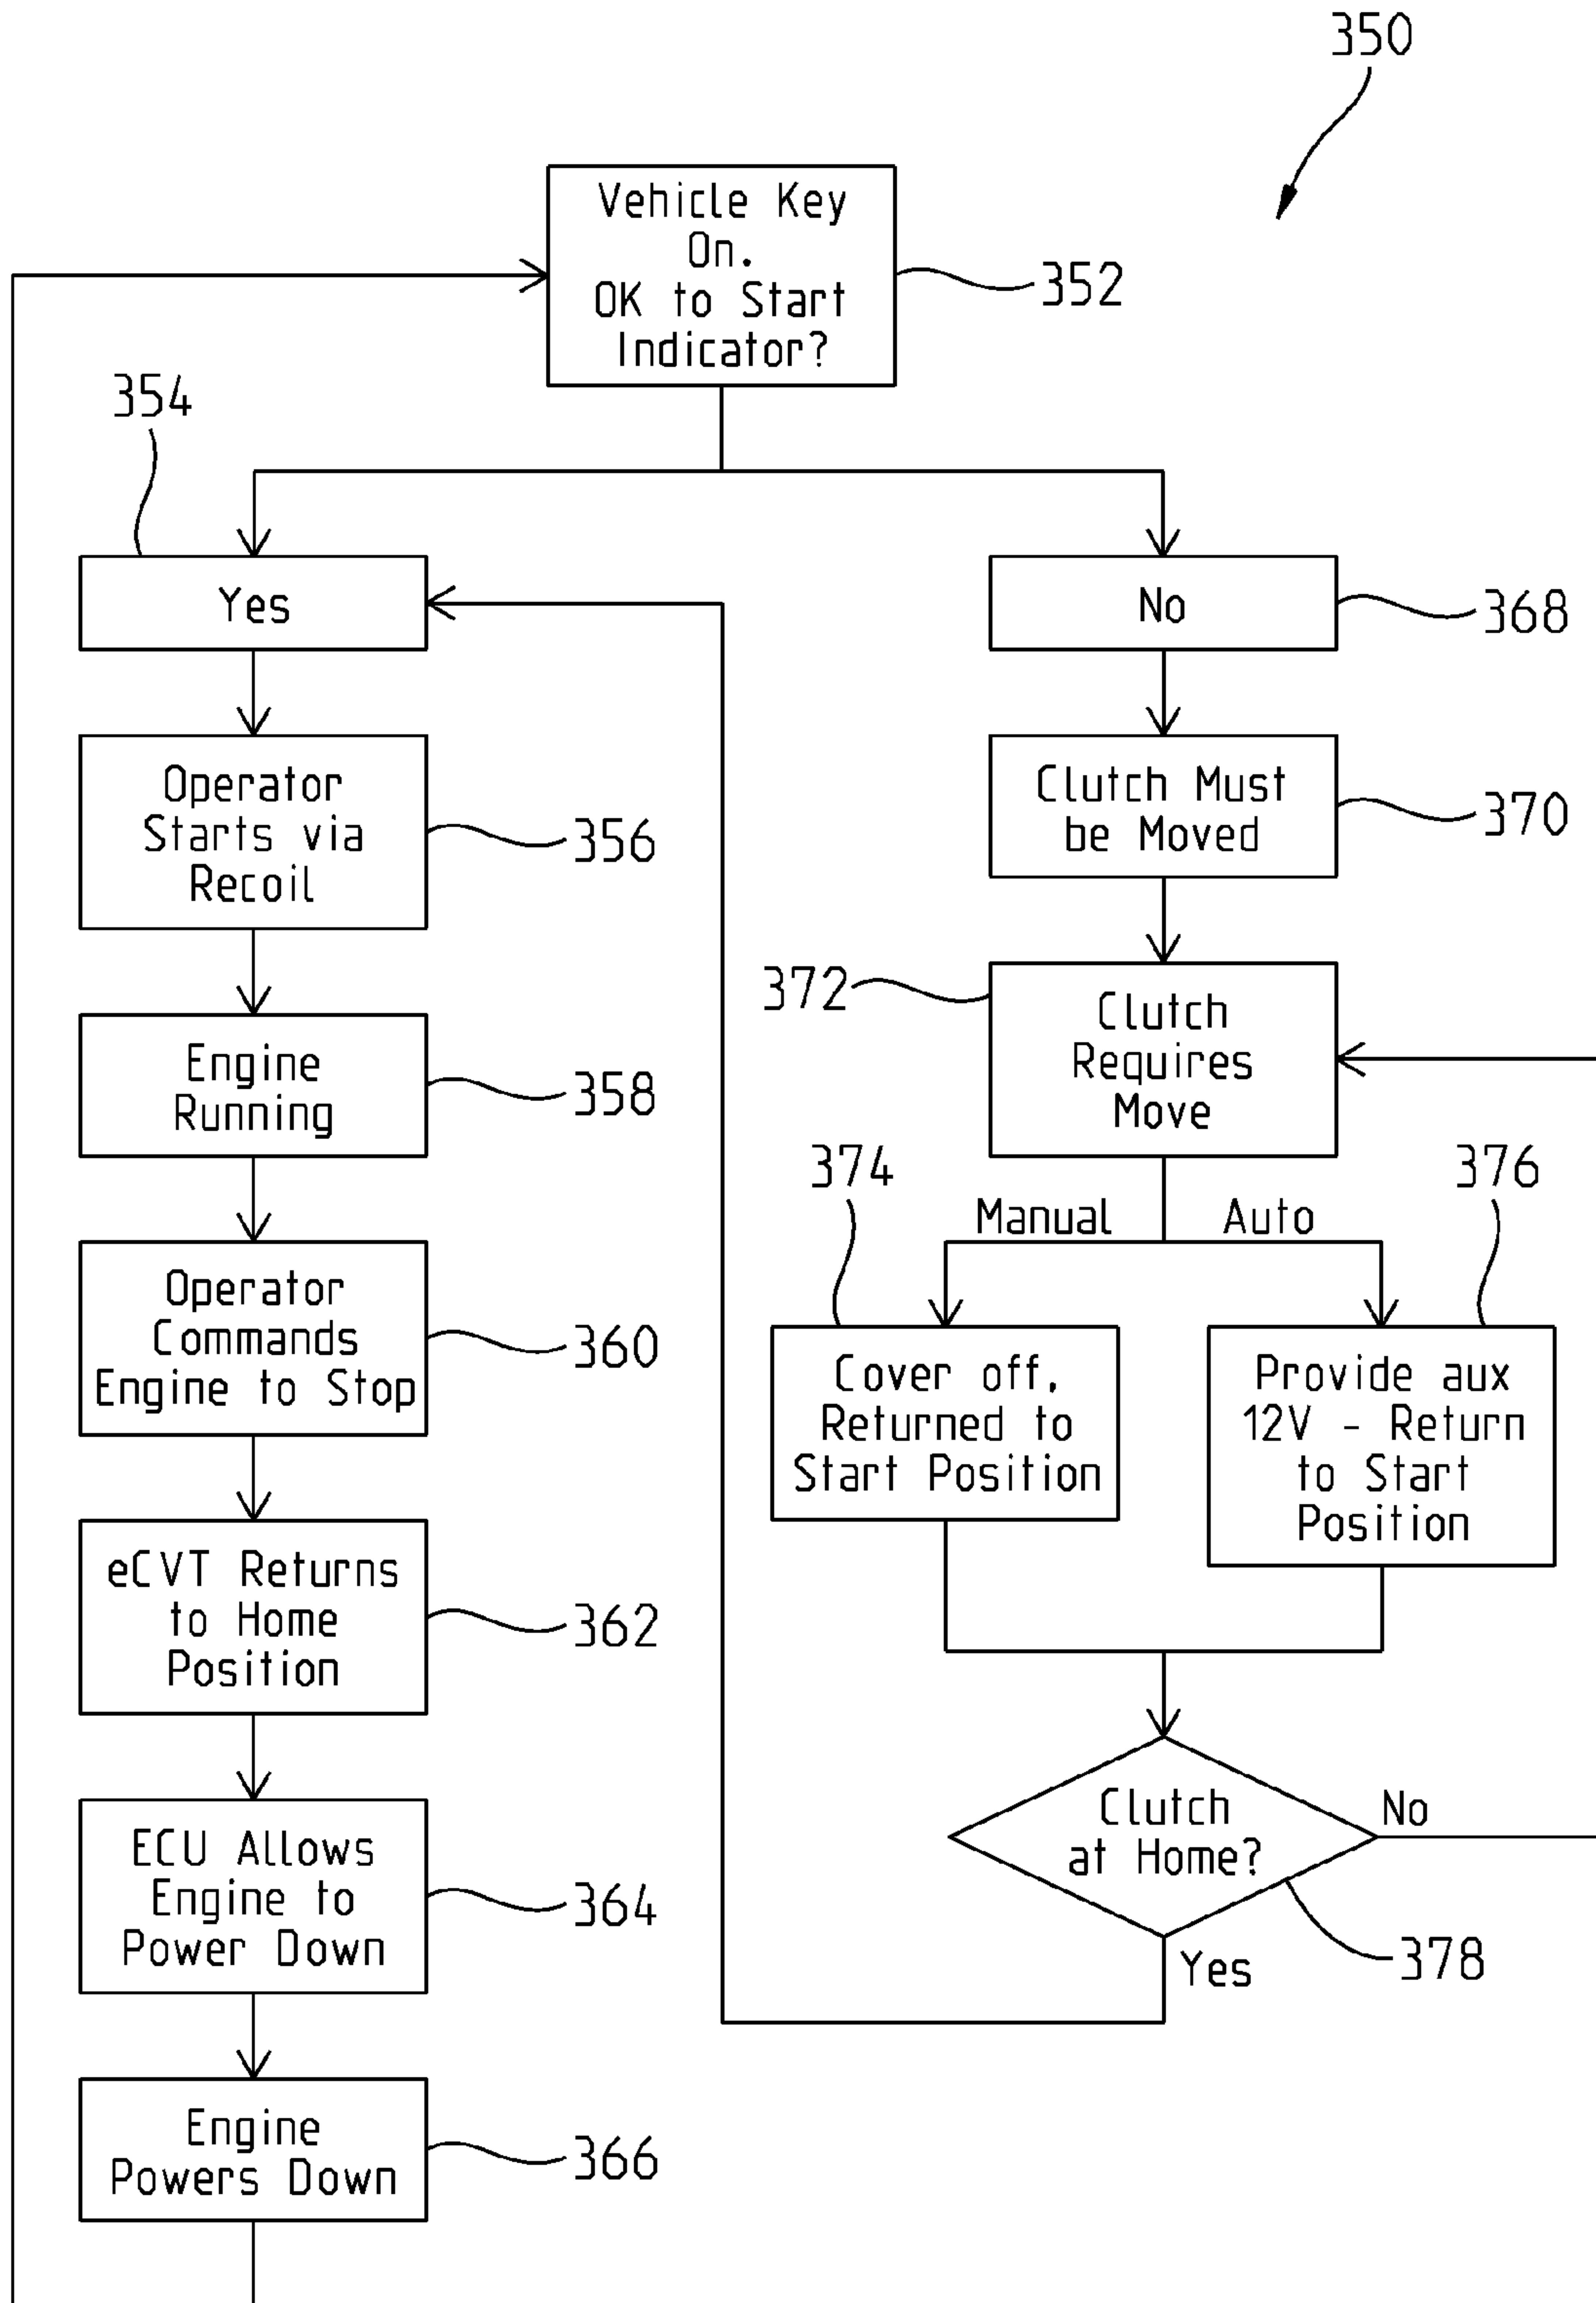 350
Vehicle Key
On.
OK to Start
Indicator?
352
354
Yes
No
368
Operator
Starts via
Recoil
356
Clutch Must
be Moved
370
Engine
Running
358
372
Clutch
Requires
Move
374
Manual
Auto
376
Operator
Commands
Engine to Stop
360
Cover off,
Returned to
Start Position
Provide aux
12V - Return
to Start
Position
eCVT Returns
to Home
Position
362
ECU Allows
Engine to
Power Down
364
Clutch
at Home?
No
Yes
378
Engine
Powers Down
366